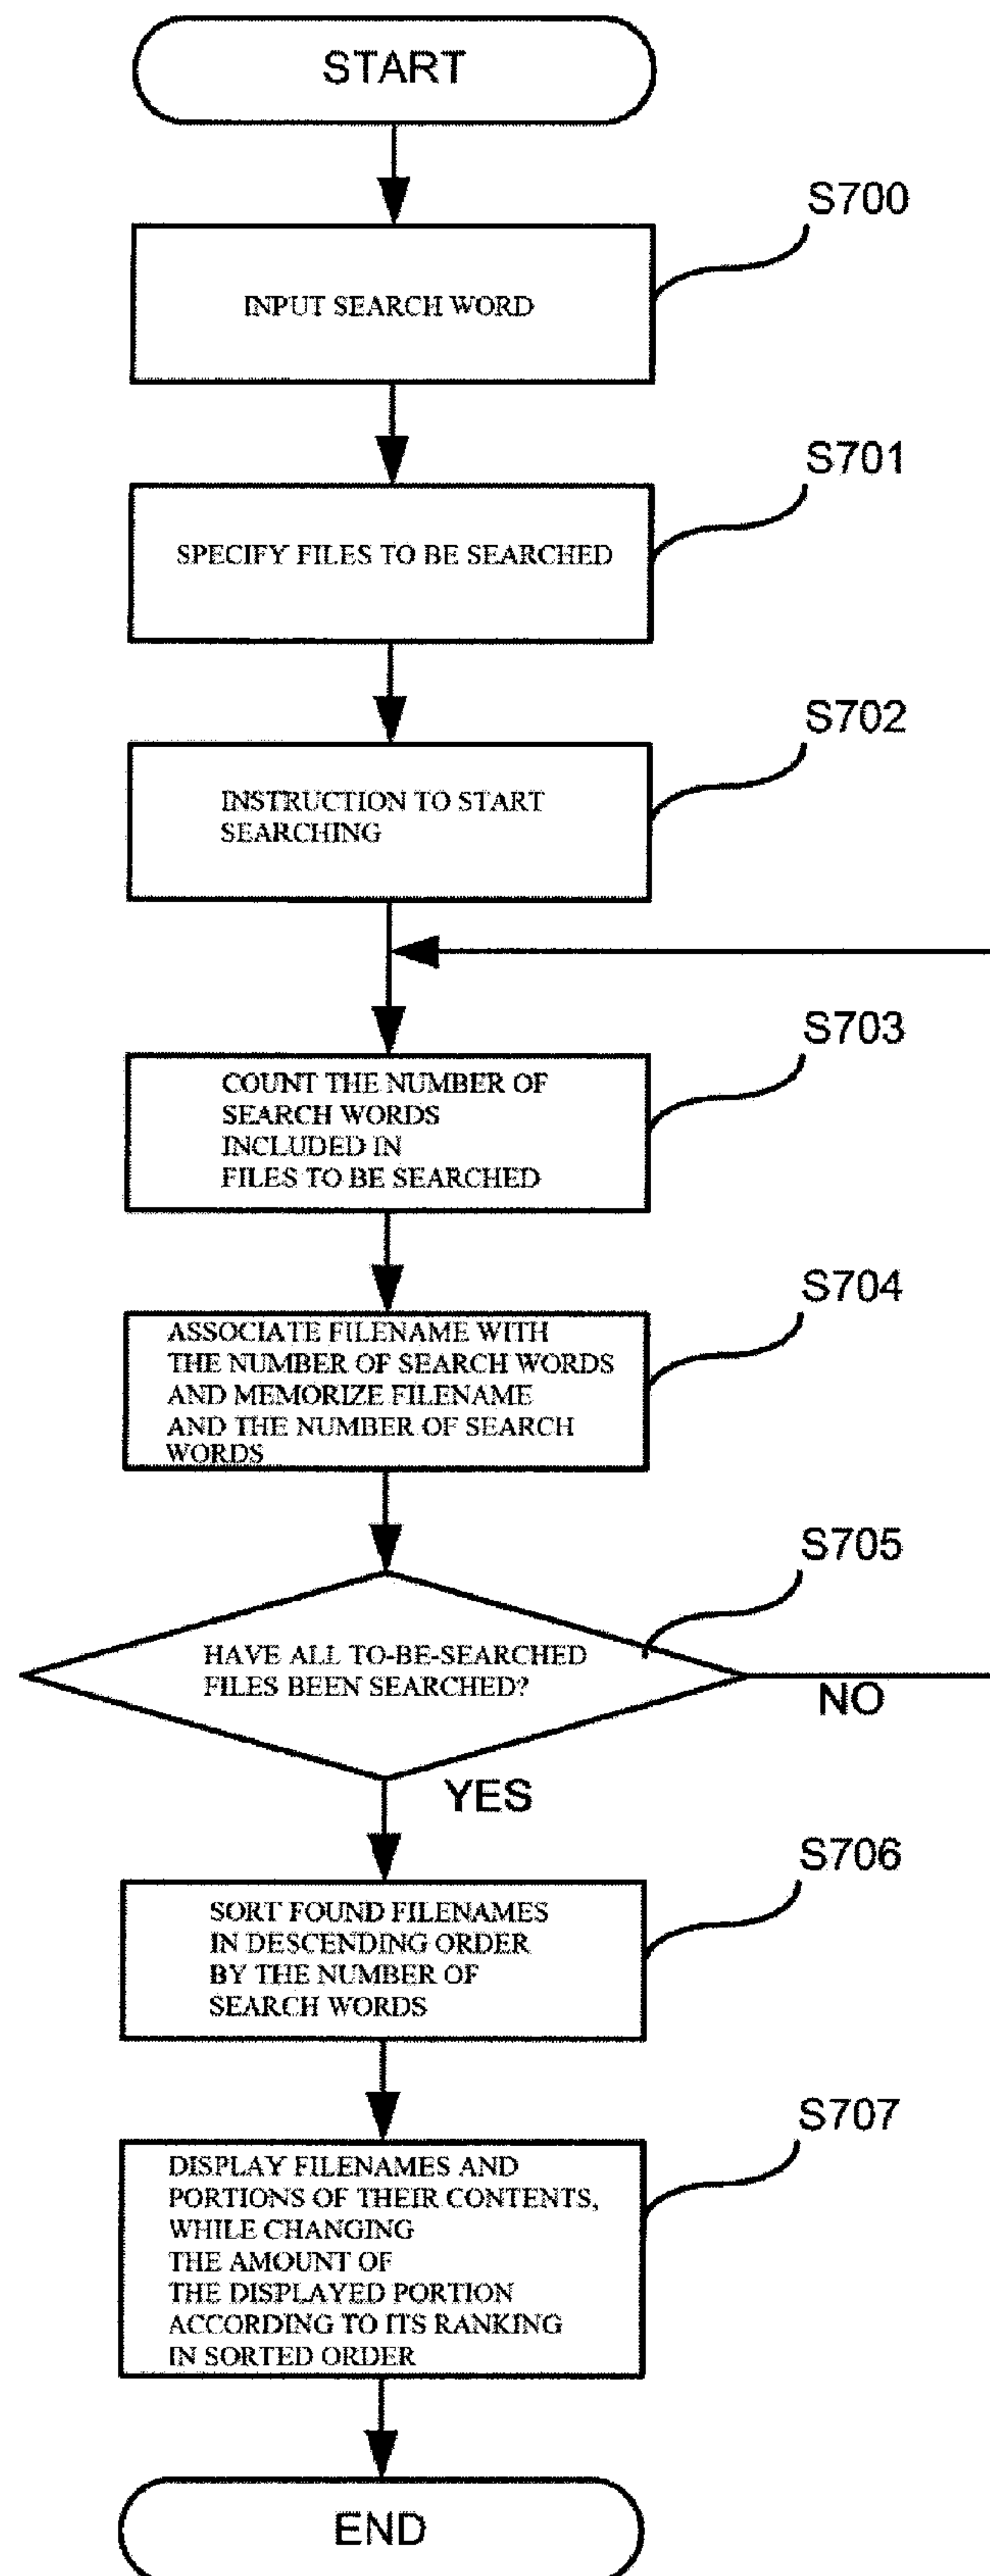 START
S700
INPUT SEARCH WORD
S701
SPECIFY FILES TO BE SEARCHED
S702
INSTRUCTION TO START
SEARCHING
S703
COUNT THE NUMBER OF
SEARCH WORDS
INCLUDED IN
FILES TO BE SEARCHED
S704
ASSOCIATE FILENAME WITH
THE NUMBER OF SEARCH WORDS
AND MEMORIZE FILENAME
AND THE NUMBER OF SEARCH
WORDS
S705
HAVE ALL TO-BE-SEARCHED
FILES BEEN SEARCHED?
NO
YES
S706
SORT FOUND FILENAMES
IN DESCENDING ORDER
BY THE NUMBER OF
SEARCH WORDS
S707
DISPLAY FILENAMES AND
PORTIONS OF THEIR CONTENTS,
WHILE CHANGING
THE AMOUNT OF
THE DISPLAYED PORTION
ACCORDING TO ITS RANKING
IN SORTED ORDER
END